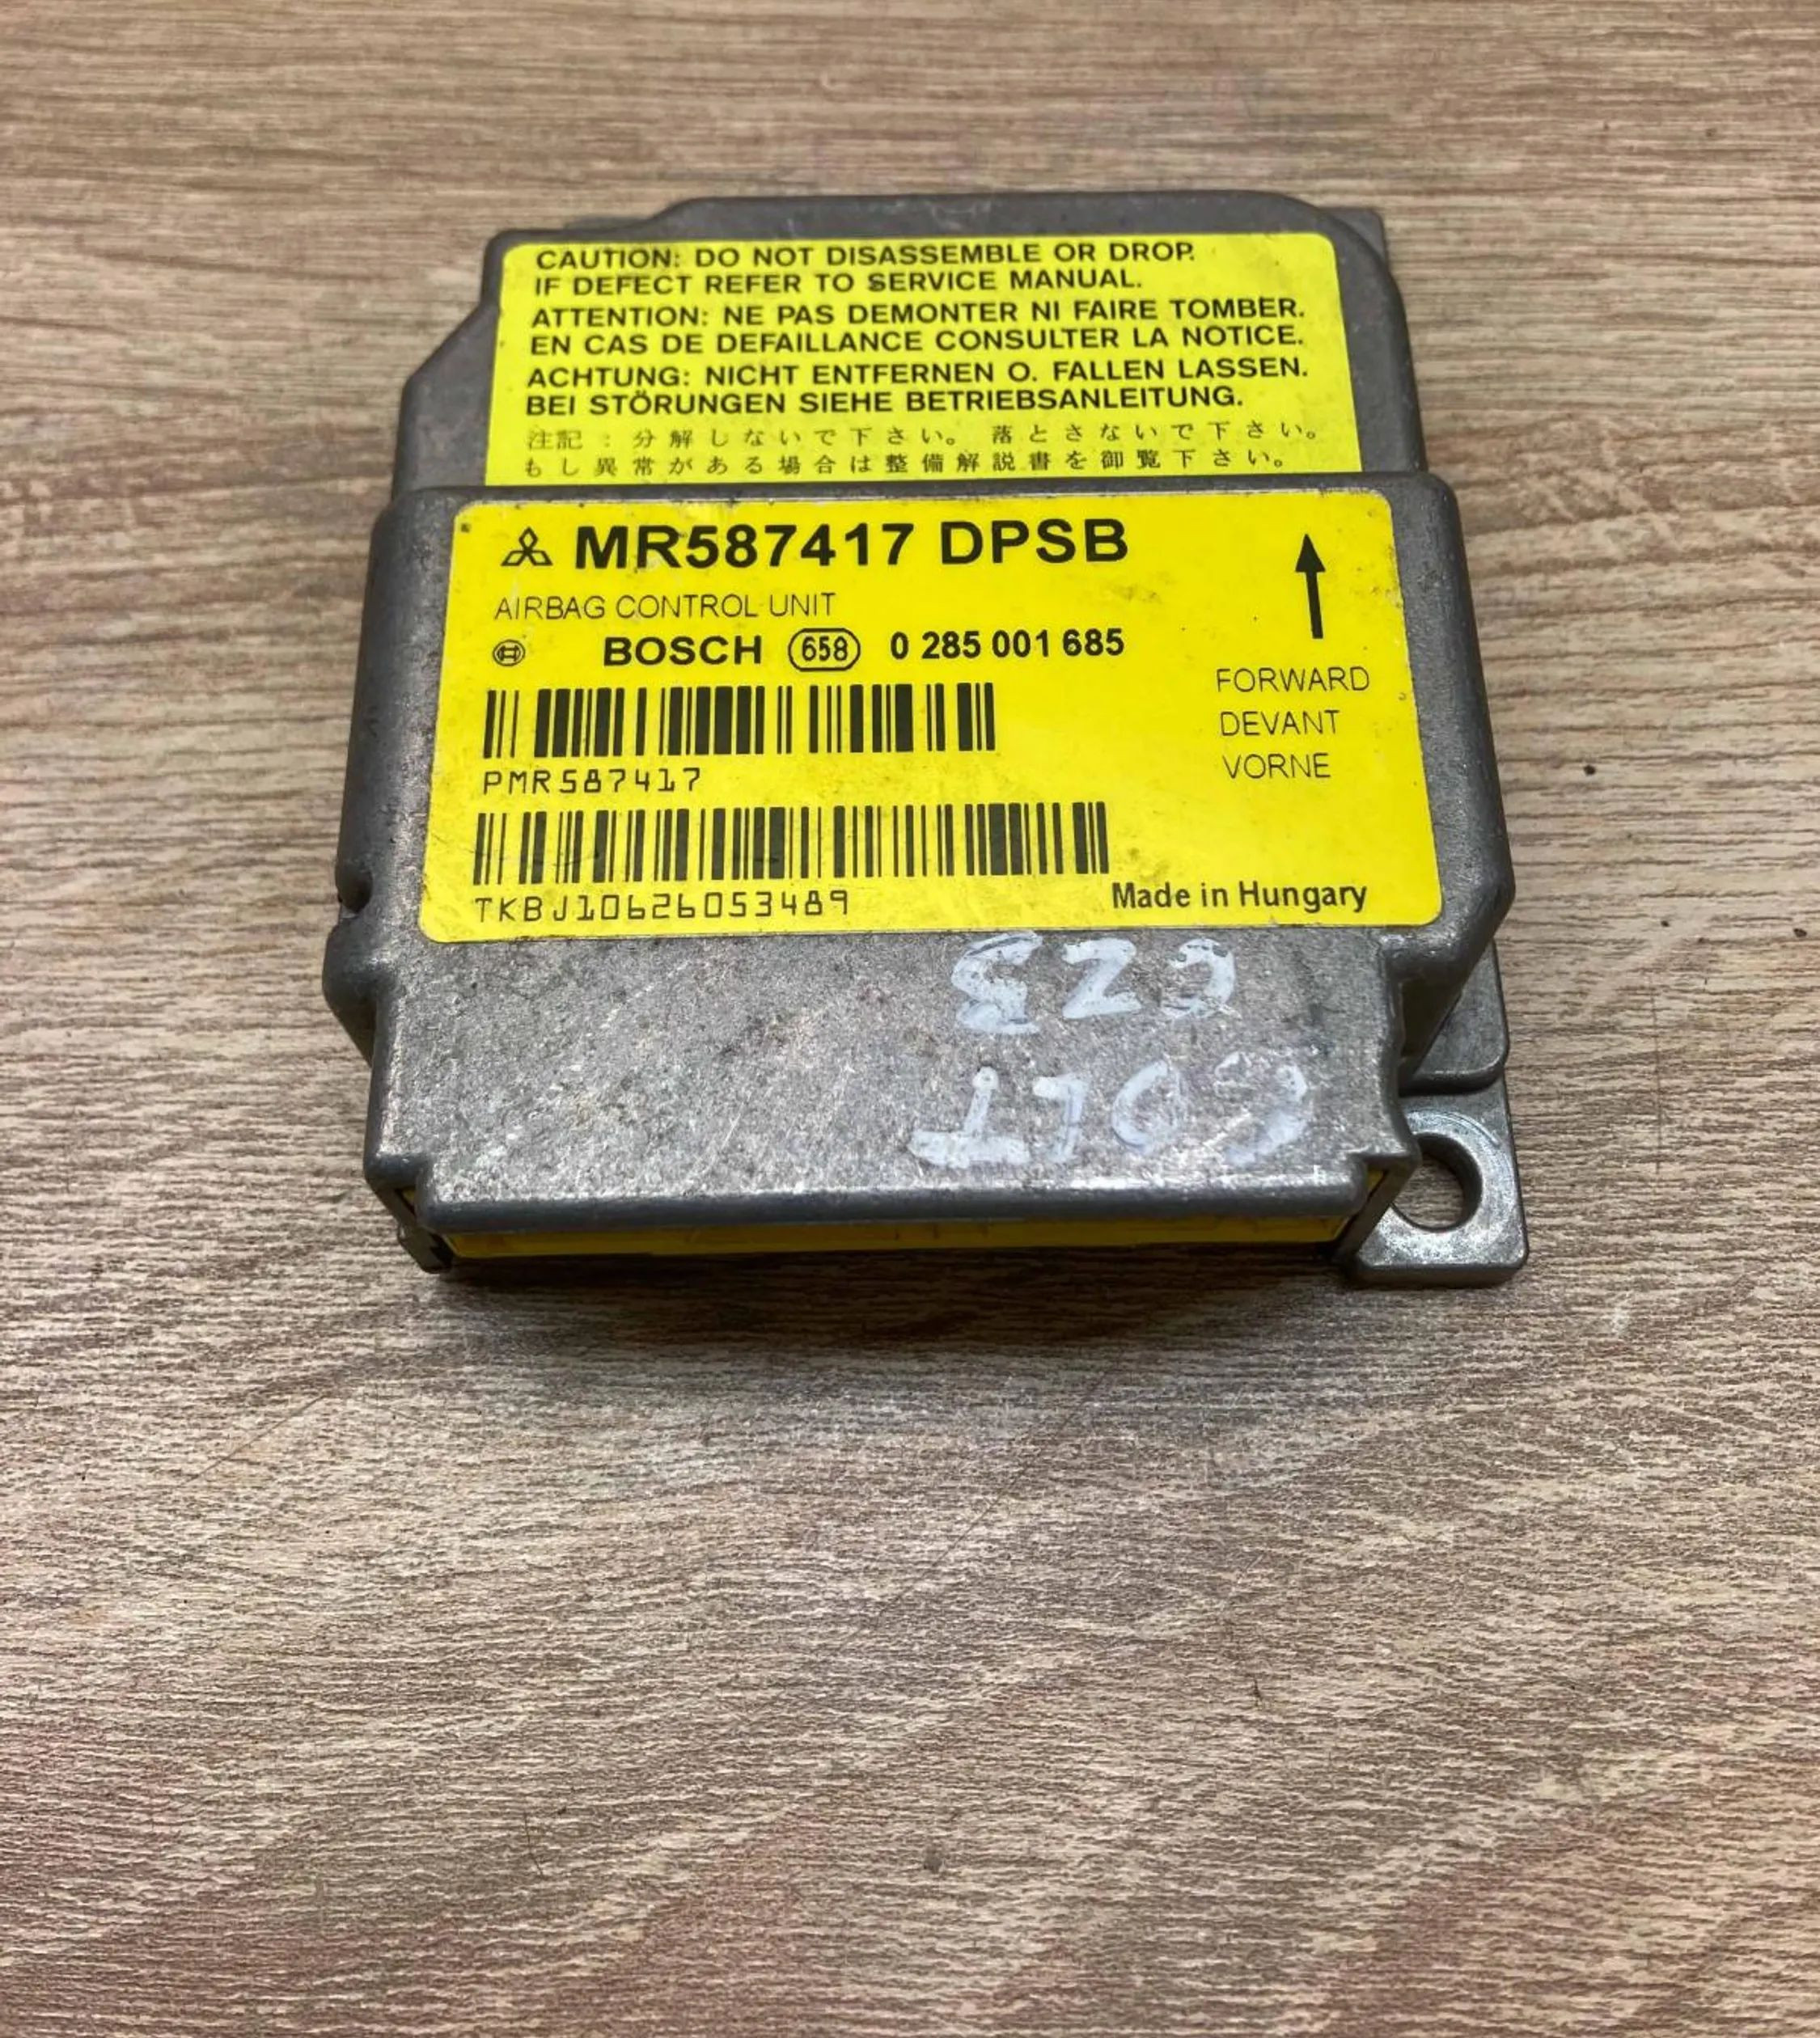 CAUTION: DO NOT DISASSEMBLE OR DROP.
IF DEFECT REFER TO SERVICE MANUAL.
ATTENTION: NE PAS DEMONTER NI FAIRE TOMBER.
EN CAS DE DEFAILLANCE CONSULTER LA NOTICE.
ACHTUNG: NICHT ENTFERNEN O. FALLEN LASSEN.
BEI STÖRUNGEN SIEHE BETRIEBSANLEITUNG.
注記：分解しないで下さい。 落とさないで下さい。
もし異常がある場合は整備解説書を御覧下さい。
MR587417 DPSB
AIRBAG CONTROL UNIT
BOSCH 658 0 285 001 685
FORWARD
DEVANT
VORNE
PMR587417
TKBJ10626053489
Made in Hungary
COLT
CZ3